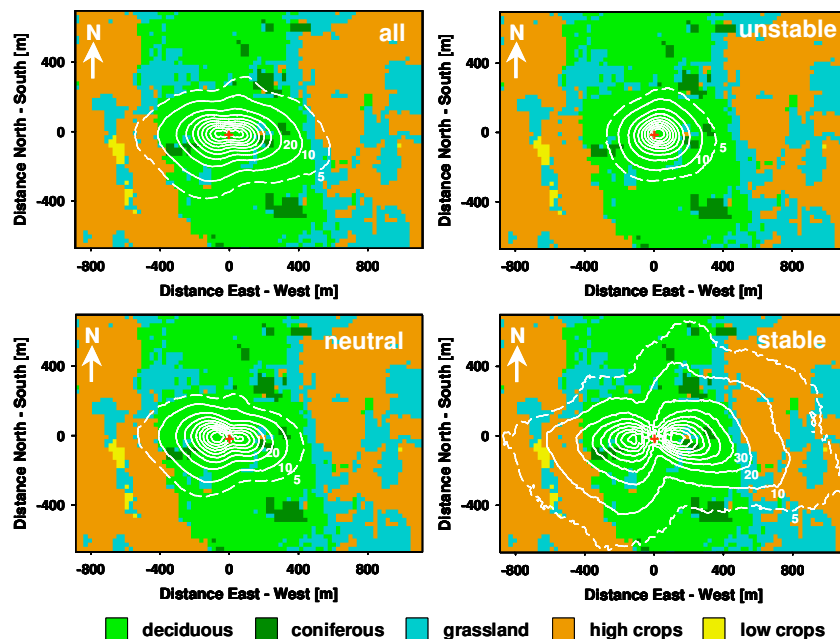 all
N
Distance North - South [m]
400
0
-400
20
10
5
-800
-400
0
400
800
Distance East - West [m]
unstable
N
Distance North - South [m]
400
0
-400
5
10
-800
-400
0
400
800
Distance East - West [m]
neutral
N
Distance North - South [m]
400
0
-400
20
10
5
-800
-400
0
400
800
Distance East - West [m]
stable
N
Distance North - South [m]
400
0
-400
30
20
10
5
-800
-400
0
400
800
Distance East - West [m]
deciduous
coniferous
grassland
high crops
low crops